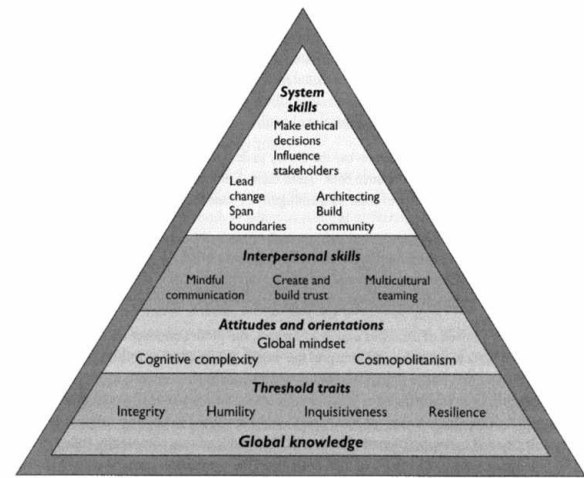 System
skills
Make ethical
decisions
Influence
stakeholders
Lead
change
Span
boundaries
Architecting
Build
community
Interpersonal skills
Mindful
communication
Create and
build trust
Multicultural
teaming
Attitudes and orientations
Global mindset
Cognitive complexity
Cosmopolitanism
Threshold traits
Integrity Humility Inquisitiveness Resilience
Global knowledge